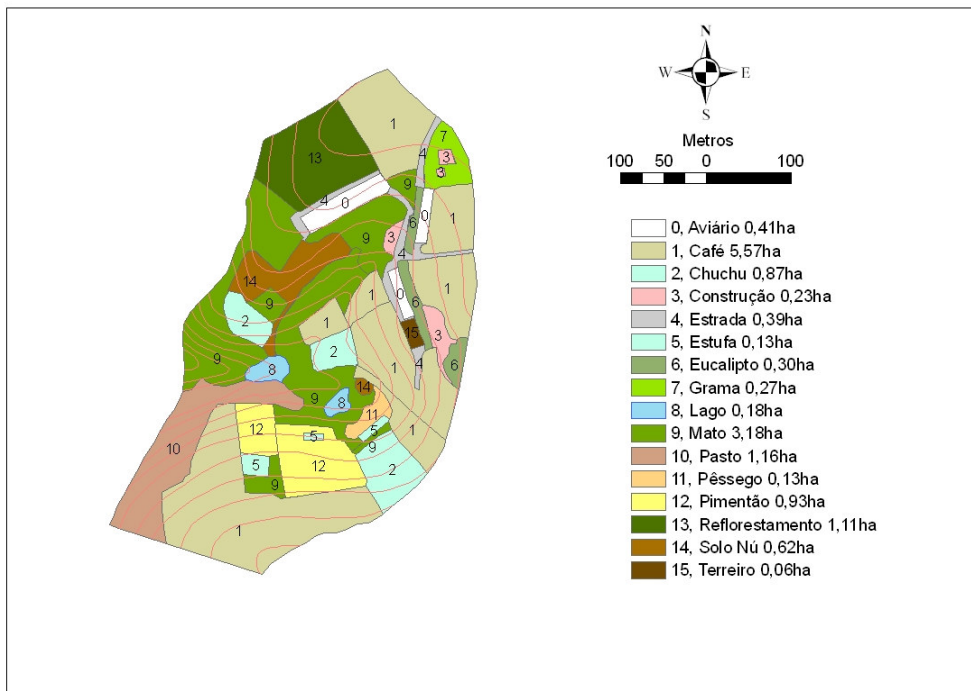 N
W E
S
Metros
100 50 0 100
0, Aviário 0,41ha
1, Café 5,57ha
2, Chuchu 0,87ha
3, Construção 0,23ha
4, Estrada 0,39ha
5, Estufa 0,13ha
6, Eucalipto 0,30ha
7, Grama 0,27ha
8, Lago 0,18ha
9, Mato 3,18ha
10, Pasto 1,16ha
11, Pêssego 0,13ha
12, Pimentão 0,93ha
13, Reflorestamento 1,11ha
14, Solo Nú 0,62ha
15, Terreiro 0,06ha
1
7
13
4
3
3
9
4
0
0
1
6
9
3
4
14
0
1
6
1
9
2
1
15
3
2
9
8
1
4
6
14
9
8
11
12
5
5
1
10
9
5
12
2
9
1